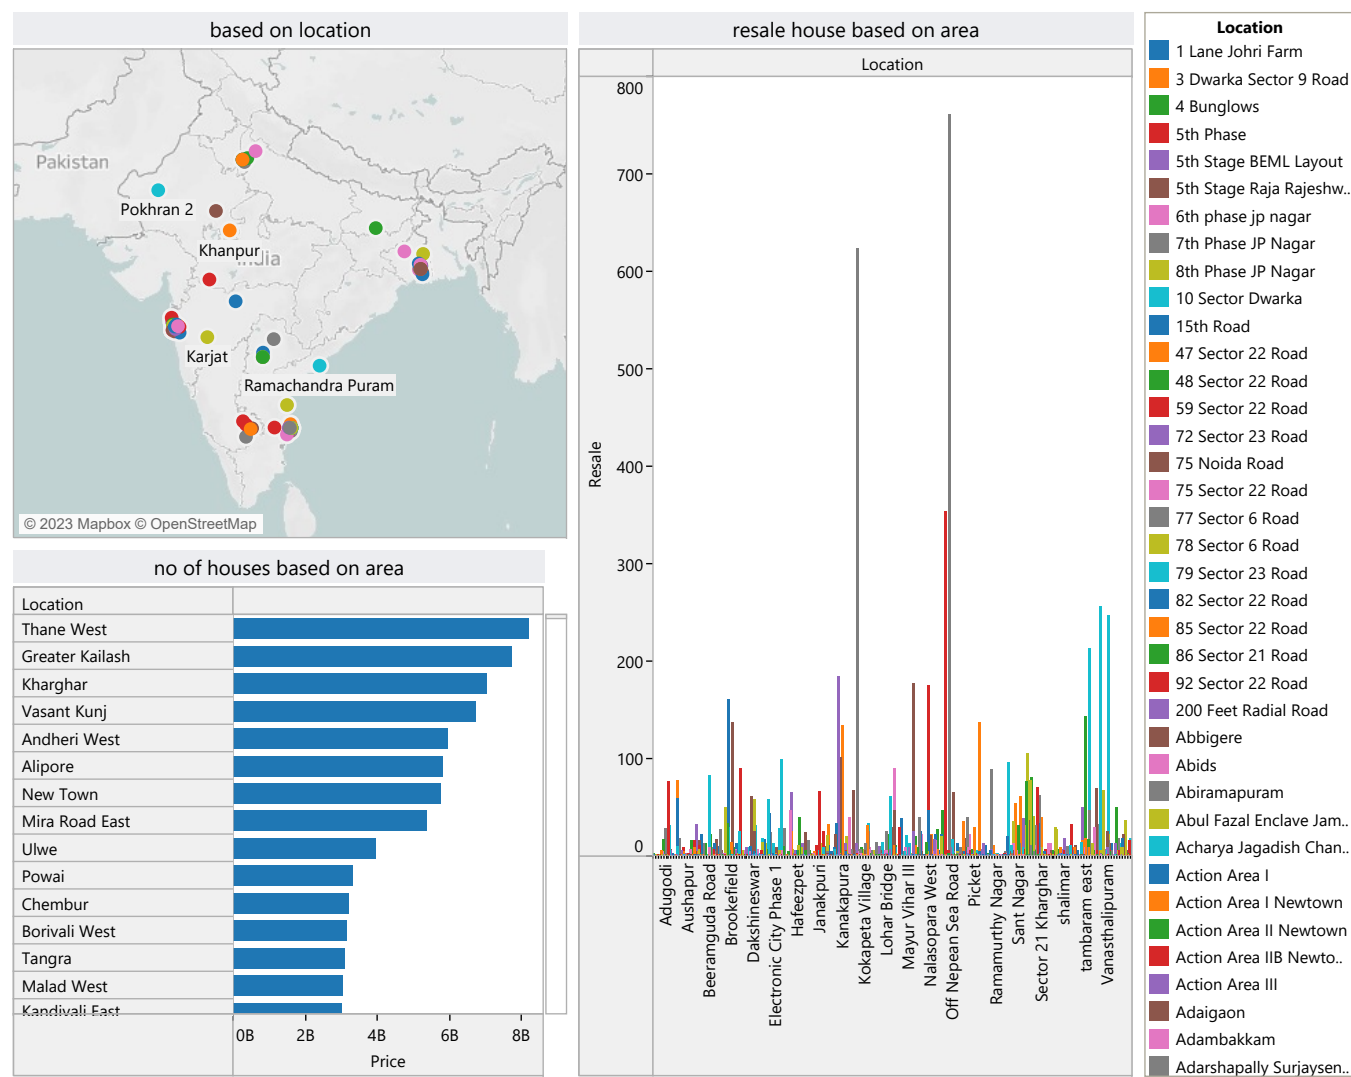 based on location
Pakistan
Pokhran 2
Khanpur
India
Karjat
Ramachandra Puram
© 2023 Mapbox © OpenStreetMap
no of houses based on area
Location
Thane West
Greater Kailash
Kharghar
Vasant Kunj
Andheri West
Alipore
New Town
Mira Road East
Ulwe
Powai
Chembur
Borivali West
Tangra
Malad West
Kandivali East
0B 2B 4B 6B 8B
Price
resale house based on area
Location
800
700
600
500
400
300
200
100
0
Resale
Adugodi
Aushapur
Beeramguda Road
Brookefield
Dakshineswar
Electronic City Phase 1
Hafeezpet
Janakpuri
Kanakapura
Kokapeta Village
Lohar Bridge
Mayur Vihar III
Nalasopara West
Off Nepean Sea Road
Picket
Ramamurthy Nagar
Sant Nagar
Sector 21 Kharghar
shalimar
tambaram east
Vanasthalipuram
Location
1 Lane Johri Farm
3 Dwarka Sector 9 Road
4 Bunglows
5th Phase
5th Stage BEML Layout
5th Stage Raja Rajeshw..
6th phase jp nagar
7th Phase JP Nagar
8th Phase JP Nagar
10 Sector Dwarka
15th Road
47 Sector 22 Road
48 Sector 22 Road
59 Sector 22 Road
72 Sector 23 Road
75 Noida Road
75 Sector 22 Road
77 Sector 6 Road
78 Sector 6 Road
79 Sector 23 Road
82 Sector 22 Road
85 Sector 22 Road
86 Sector 21 Road
92 Sector 22 Road
200 Feet Radial Road
Abbigere
Abids
Abiramapuram
Abul Fazal Enclave Jam..
Acharya Jagadish Chan..
Action Area I
Action Area I Newtown
Action Area II Newtown
Action Area IIB Newto..
Action Area III
Adaigaon
Adambakkam
Adarshapally Surjaysen..